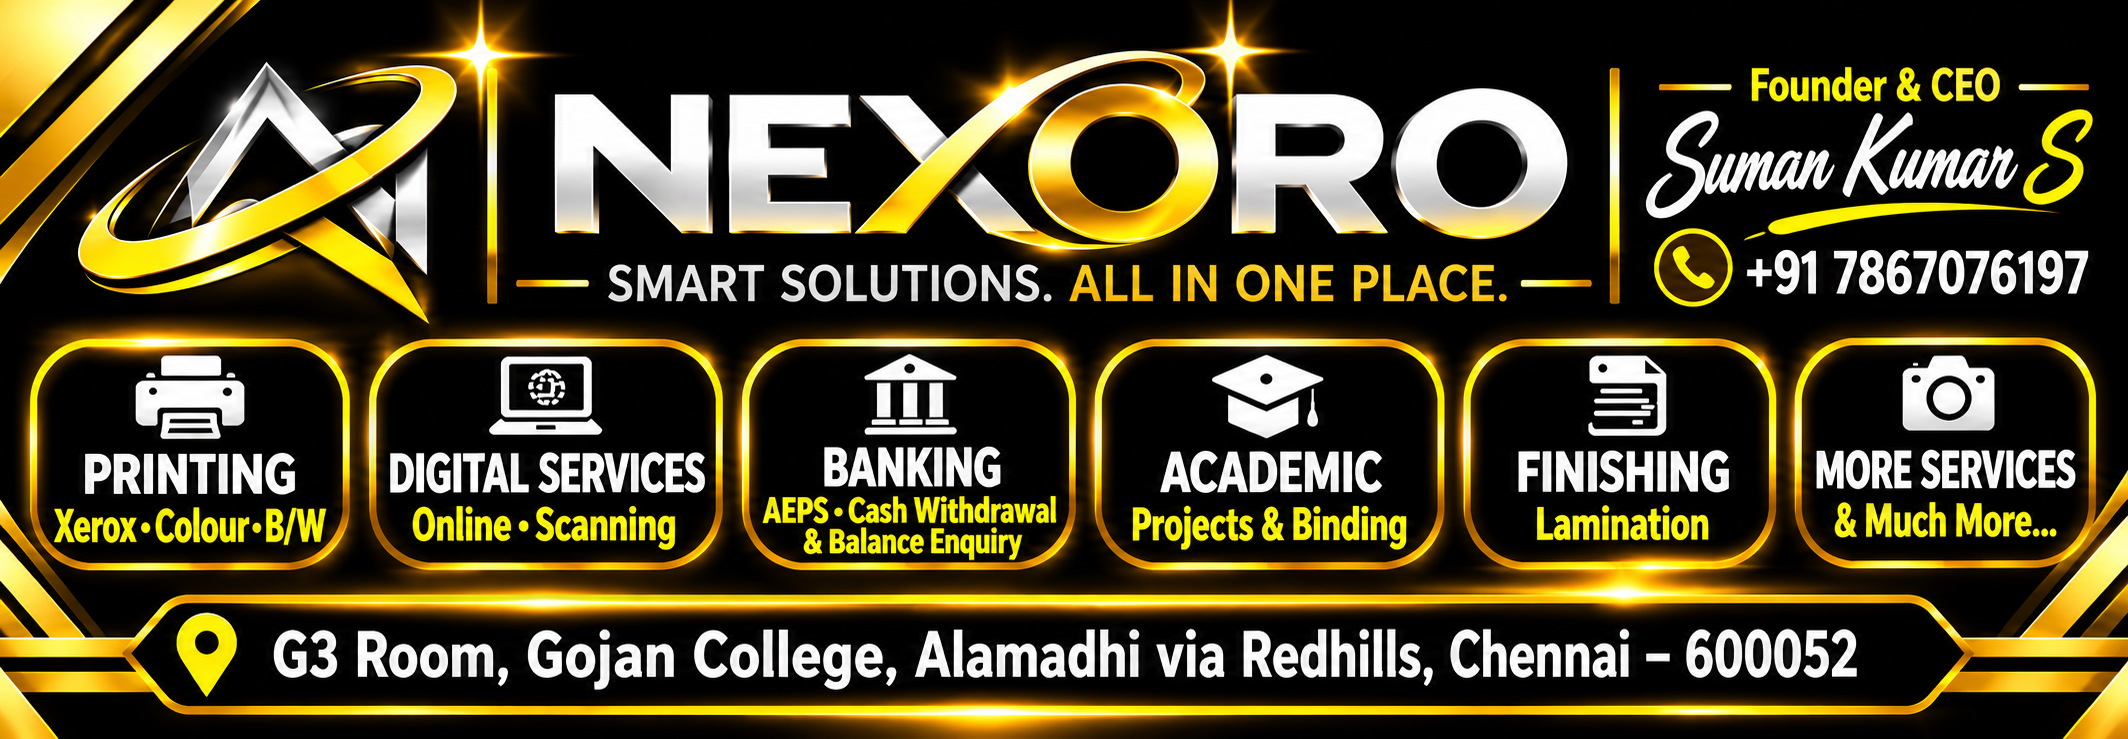 NEXORO
SMART SOLUTIONS. ALL IN ONE PLACE.
Founder & CEO
Suman Kumar S
+91 7867076197
PRINTING
Xerox • Colour • B/W
DIGITAL SERVICES
Online • Scanning
BANKING
AEPS • Cash Withdrawal
& Balance Enquiry
ACADEMIC
Projects & Binding
FINISHING
Lamination
MORE SERVICES
& Much More...
G3 Room, Gojan College, Alamadhi via Redhills, Chennai – 600052